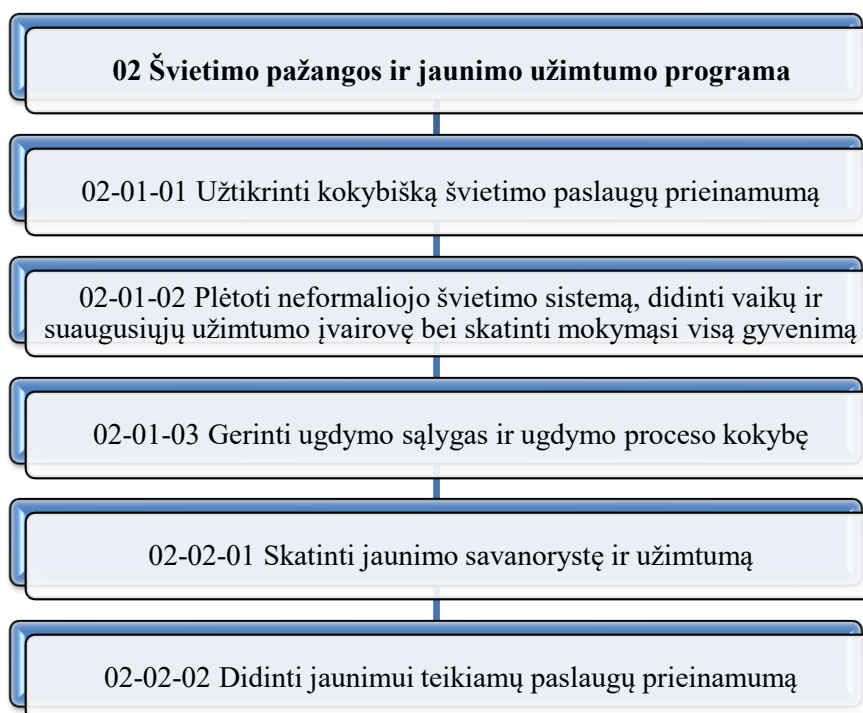 02 Švietimo pažangos ir jaunimo užimtumo programa
02-01-01 Užtikrinti kokybišką švietimo paslaugų prieinamumą
02-01-02 Plėtoti neformaliojo švietimo sistemą, didinti vaikų ir
suaugusiųjų užimtumo įvairovę bei skatinti mokymąsi visą gyvenimą
02-01-03 Gerinti ugdymo sąlygas ir ugdymo proceso kokybę
02-02-01 Skatinti jaunimo savanorystę ir užimtumą
02-02-02 Didinti jaunimui teikiamų paslaugų prieinamumą